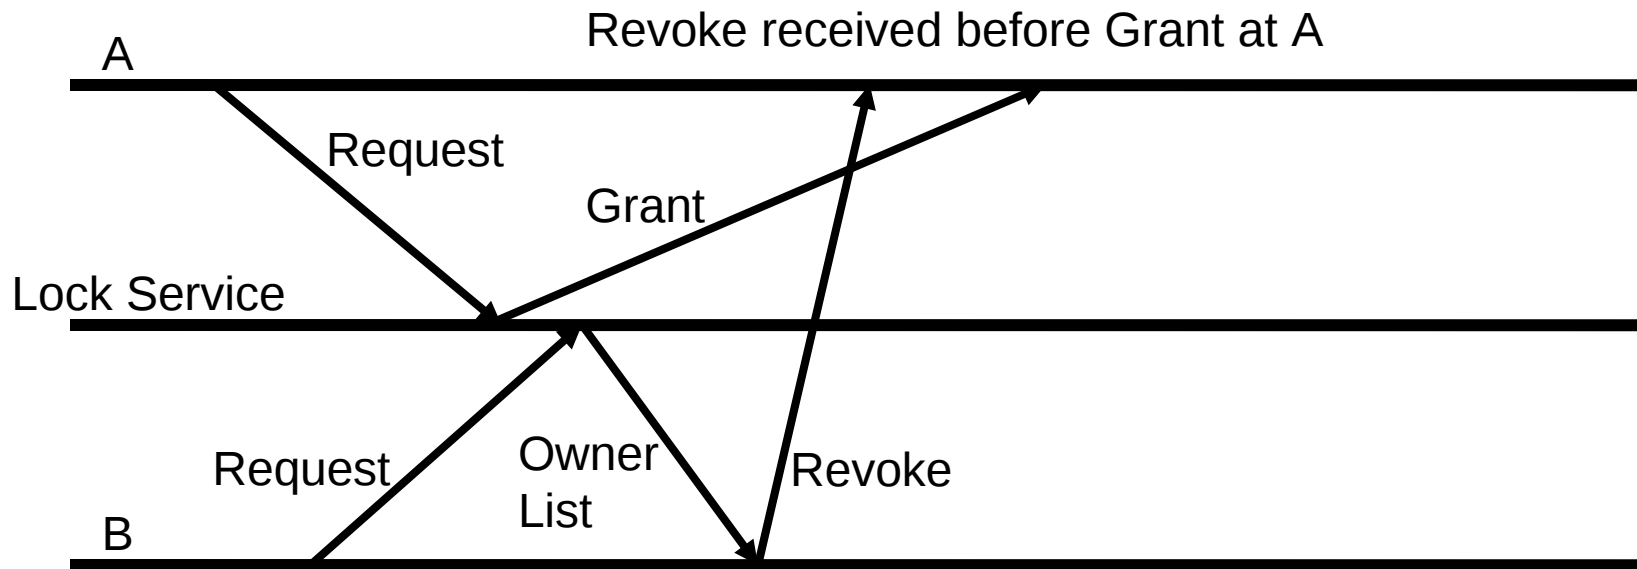 Revoke received before Grant at A
A
Request
Grant
Lock Service
Request
Owner
List
Revoke
B